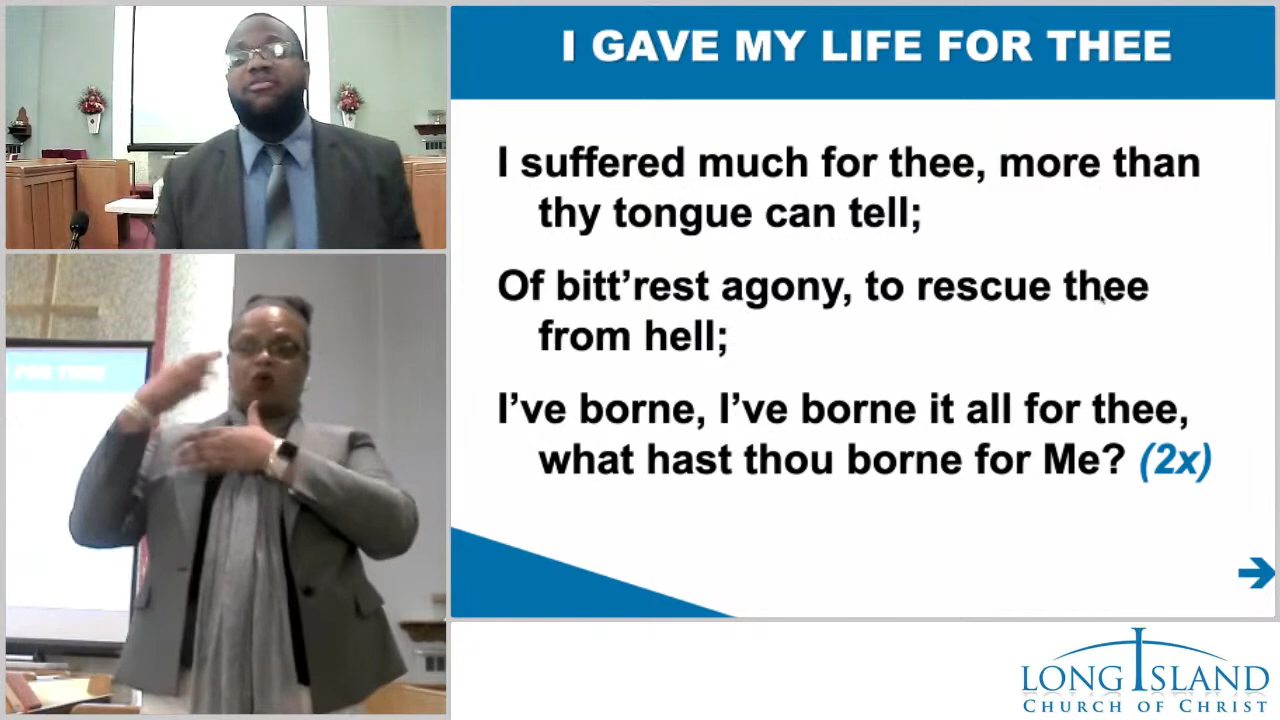 I GAVE MY LIFE FOR THEE
I suffered much for thee, more than
thy tongue can tell;
Of bitt’rest agony, to rescue thee
from hell;
I’ve borne, I’ve borne it all for thee,
what hast thou borne for Me? (2x)
FOR THEE
LONG ISLAND
CHURCH OF CHRIST